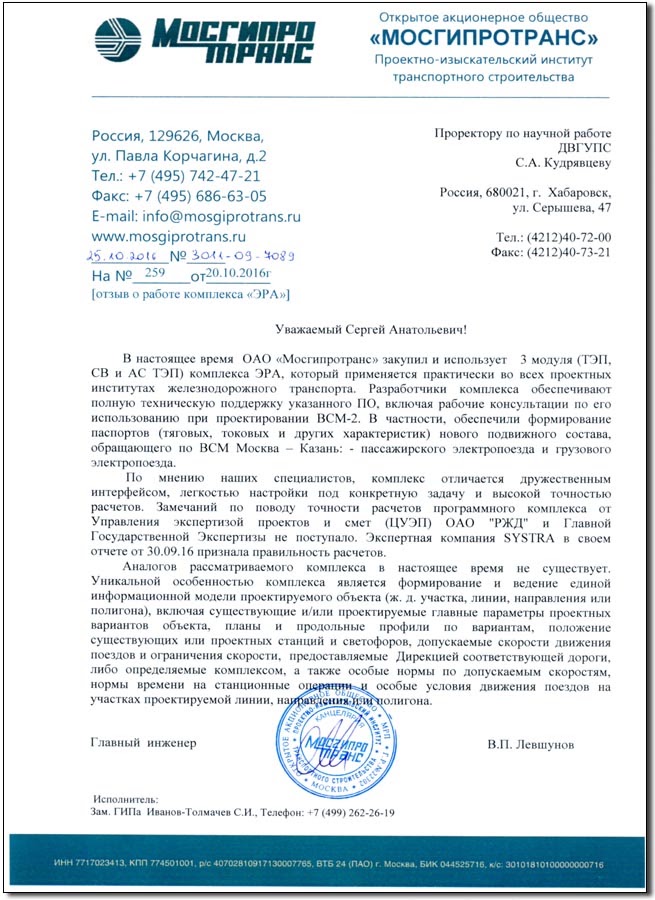 МОСГИПРО
ТРАНС
Открытое акционерное общество
«МОСГИПРОТРАНС»
Проектно-изыскательский институт
транспортного строительства
Россия, 129626, Москва,
ул. Павла Корчагина, д.2
Тел.: +7 (495) 742-47-21
Факс: +7 (495) 686-63-05
E-mail: info@mosgiprotrans.ru
www.mosgiprotrans.ru
25.10.2016 № 3011-09-7089
На № 259 от 20.10.2016г
[отзыв о работе комплекса «ЭРА»]
Проректору по научной работе
ДВГУПС
С.А. Кудрявцеву
Россия, 680021, г. Хабаровск,
ул. Серышева, 47
Тел.: (4212)40-72-00
Факс: (4212)40-73-21
Уважаемый Сергей Анатольевич!
В настоящее время ОАО «Мосгипротранс» закупил и использует 3 модуля (ТЭП,
СВ и АС ТЭП) комплекса ЭРА, который применяется практически во всех проектных
институтах железнодорожного транспорта. Разработчики комплекса обеспечивают
полную техническую поддержку указанного ПО, включая рабочие консультации по его
использованию при проектировании ВСМ-2. В частности, обеспечили формирование
паспортов (тяговых, токовых и других характеристик) нового подвижного состава,
обращающего по ВСМ Москва – Казань: - пассажирского электропоезда и грузового
электропоезда.
По мнению наших специалистов, комплекс отличается дружественным
интерфейсом, легкостью настройки под конкретную задачу и высокой точностью
расчетов. Замечаний по поводу точности расчетов программного комплекса от
Управления экспертизой проектов и смет (ЦУЭП) ОАО "РЖД" и Главной
Государственной Экспертизы не поступало. Экспертная компания SYSTRA в своем
отчете от 30.09.16 признала правильность расчетов.
Аналогов рассматриваемого комплекса в настоящее время не существует.
Уникальной особенностью комплекса является формирование и ведение единой
информационной модели проектируемого объекта (ж. д. участка, линии, направления или
полигона), включая существующие и/или проектируемые главные параметры проектных
вариантов объекта, планы и продольные профили по вариантам, положение
существующих или проектных станций и светофоров, допускаемые скорости движения
поездов и ограничения скорости, предоставляемые Дирекцией соответствующей дороги,
либо определяемые комплексом, а также особые нормы по допускаемым скоростям,
нормы времени на станционные операции и особые условия движения поездов на
участках проектируемой линии, направления или полигона.
Главный инженер
В.П. Левшунов
ОТКРЫТОЕ АКЦИОНЕРНОЕ ОБЩЕСТВО
ПРОЕКТНО-ИЗЫСКАТЕЛЬСКИЙ ИНСТИТУТ
ТРАНСПОРТНОГО СТРОИТЕЛЬСТВА
КАНЦЕЛЯРИЯ
МОСГИПРО
ТРАНС
МОСКВА
Исполнитель:
Зам. ГИПа Иванов-Толмачев С.И., Телефон: +7 (499) 262-26-19
ИНН 7717023413, КПП 774501001, р/с 40702810917130007765, ВТБ 24 (ПАО) г. Москва, БИК 044525716, к/с: 30101810100000000716